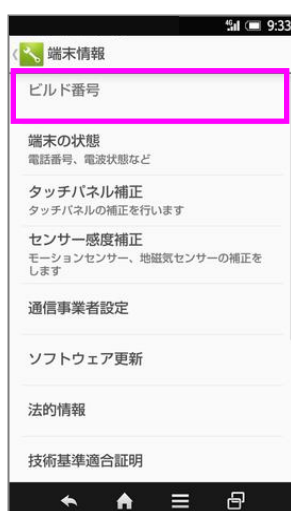 4G 9:33
端末情報
ビルド番号
端末の状態
電話番号、電波状態など
タッチパネル補正
タッチパネルの補正を行います
センサー感度補正
モーションセンサー、地磁気センサーの補正を
します
通信事業者設定
ソフトウェア更新
法的情報
技術基準適合証明